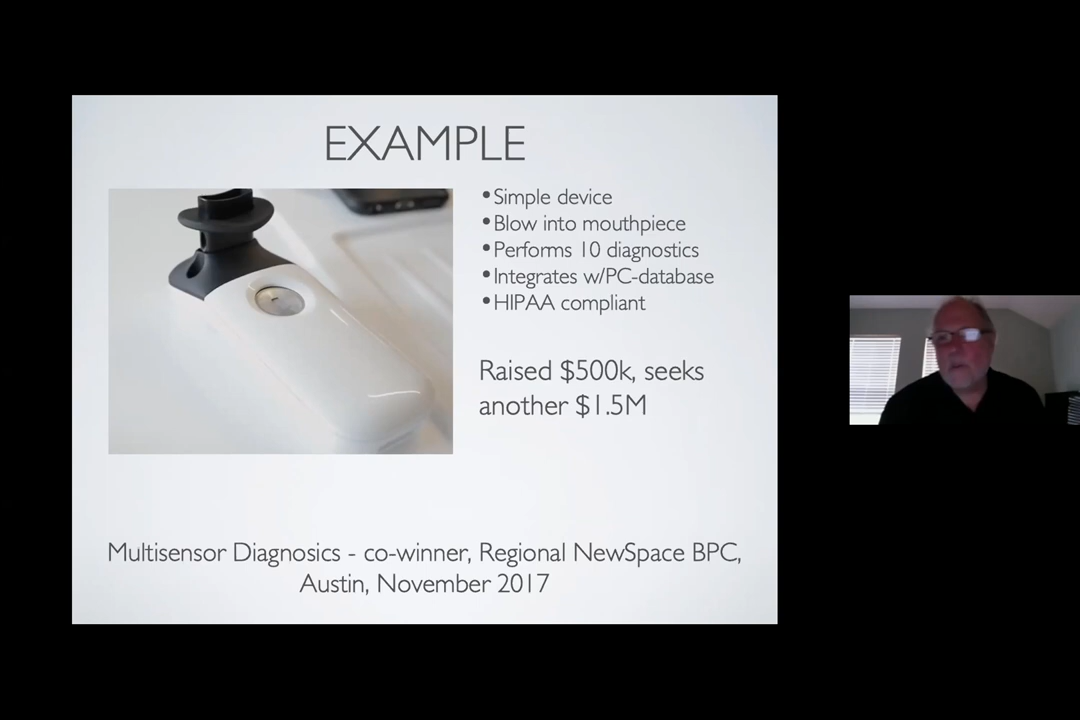 EXAMPLE
•Simple device
•Blow into mouthpiece
•Performs 10 diagnostics
•Integrates w/PC-database
•HIPAA compliant
Raised $500k, seeks
another $1.5M
Multisensor Diagnosics - co-winner, Regional NewSpace BPC,
Austin, November 2017